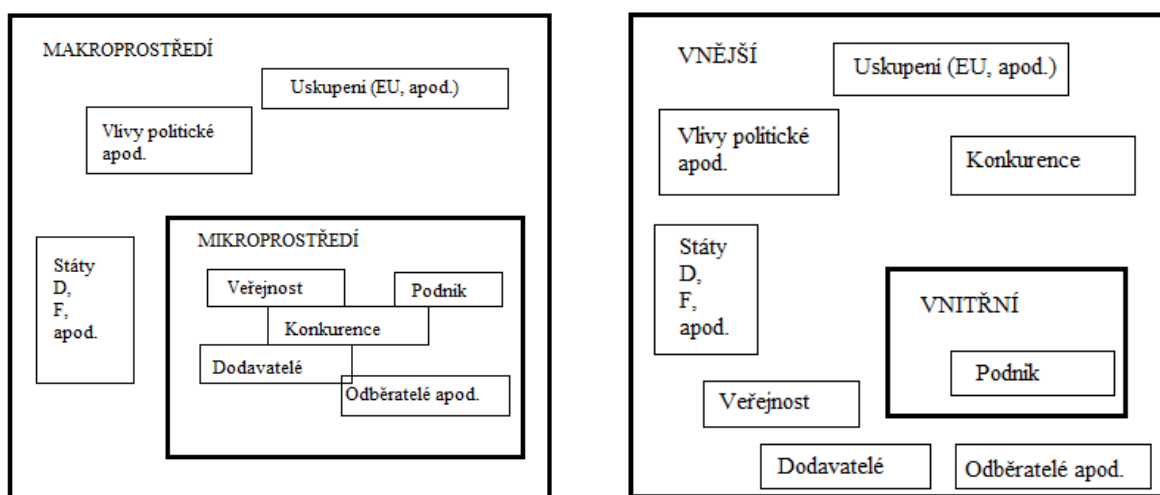 MAKROPROSTŘEDÍ
Uskupení (EU, apod.)
Vlivy politické
apod.
MIKROPROSTŘEDÍ
Státy
D,
F,
apod.
Veřejnost
Podnik
Konkurence
Dodavatelé
Odběratelé apod.
VNĚJŠÍ
Uskupení (EU, apod.)
Vlivy politické
apod.
Konkurence
Státy
D,
F,
apod.
VNITŘNÍ
Podnik
Veřejnost
Dodavatelé
Odběratelé apod.